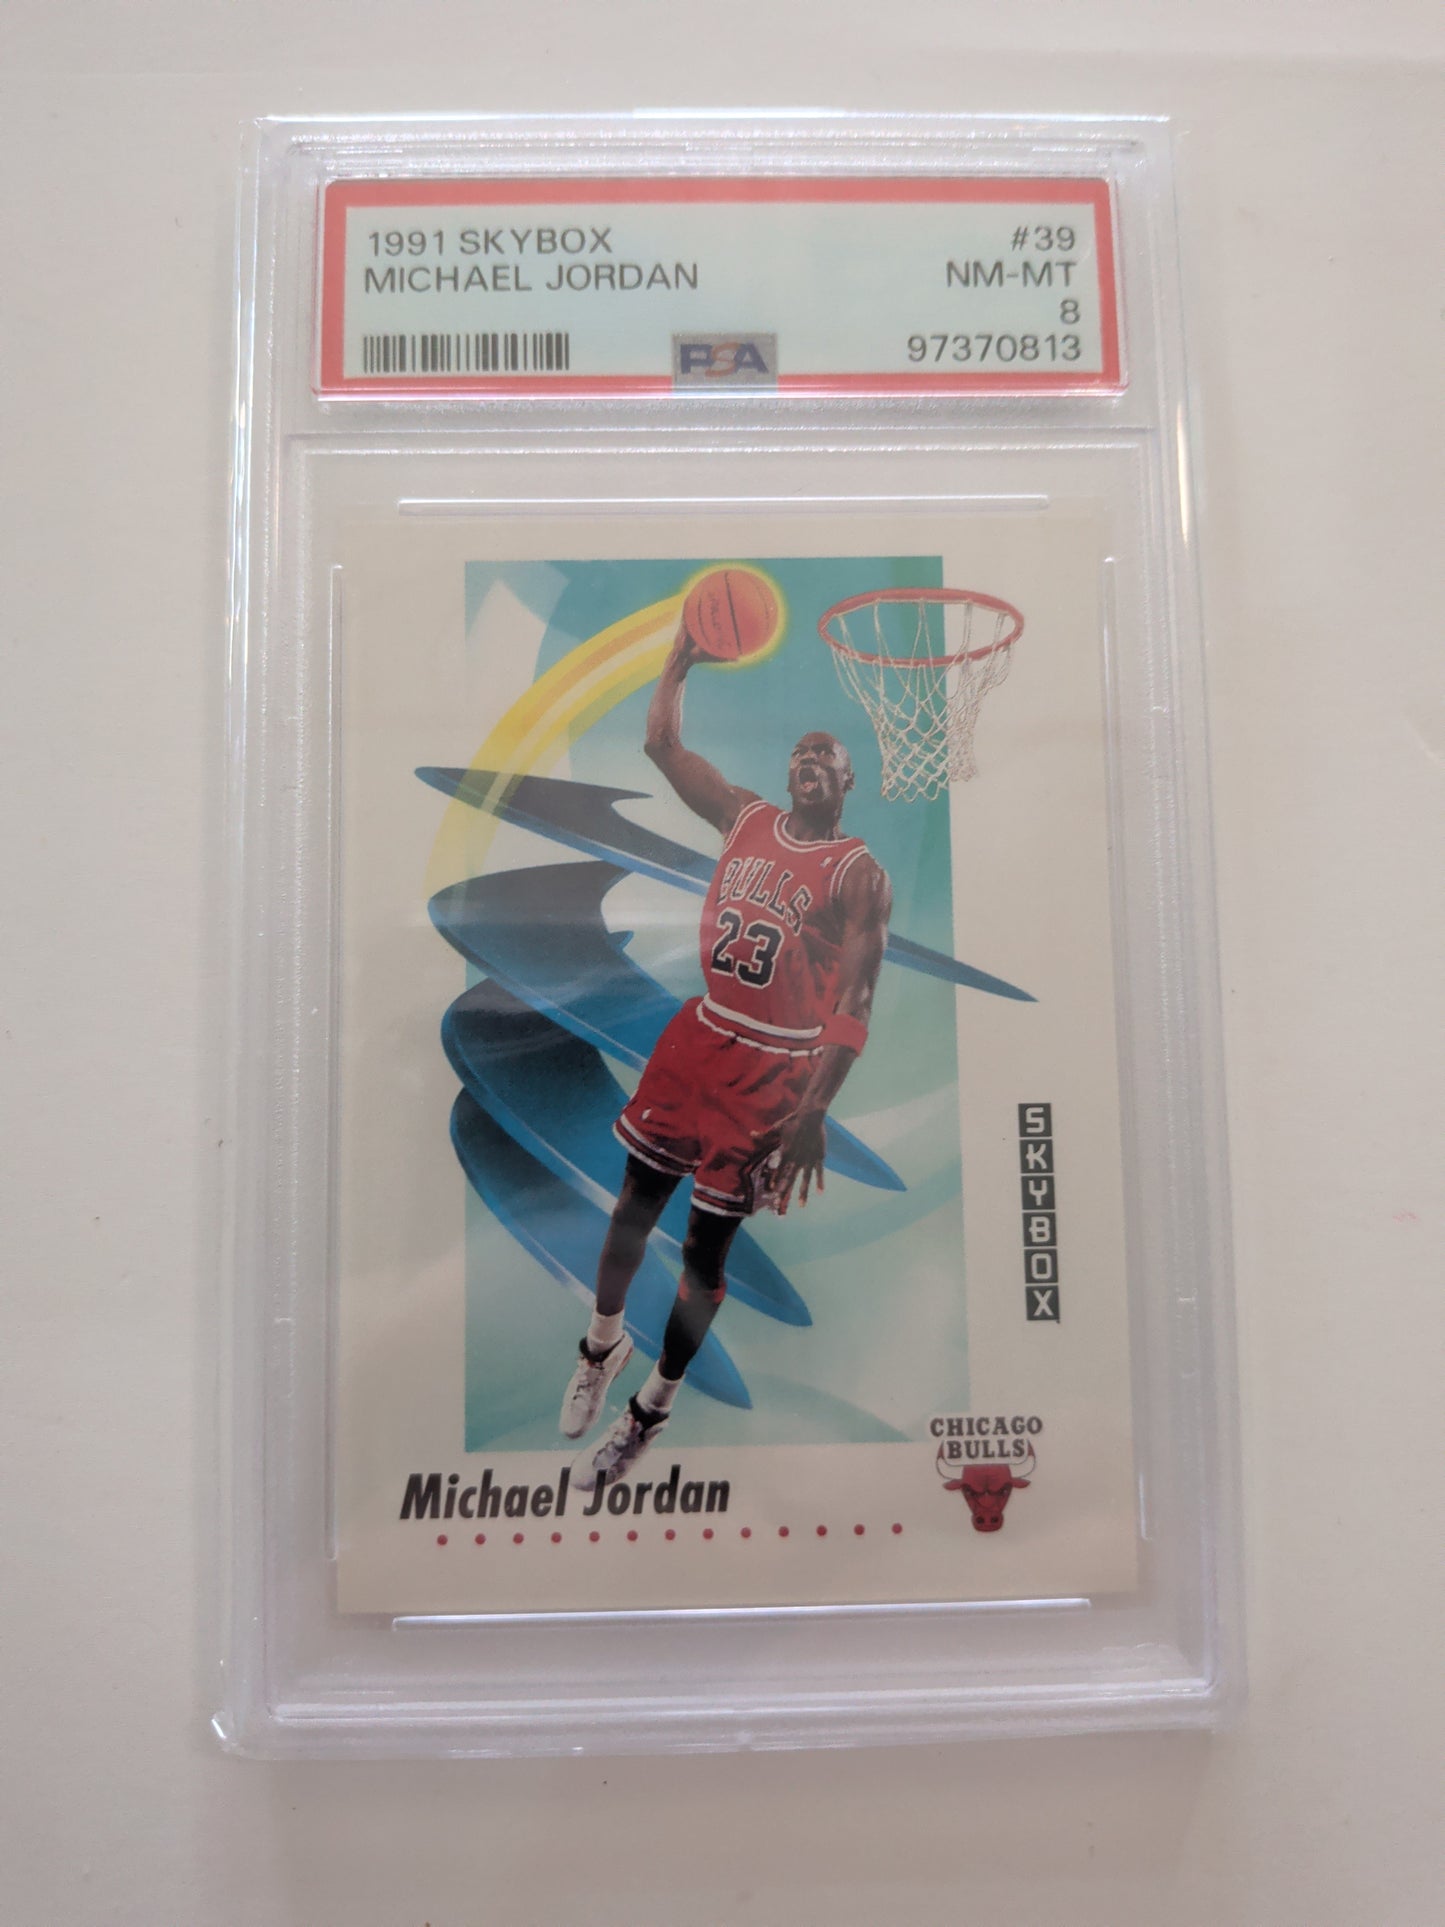 1991 SKYBOX #39
MICHAEL JORDAN NM-MT
8
PSA 97370813
BULLS
23
SKYBOX
CHICAGO
BULLS
Michael Jordan